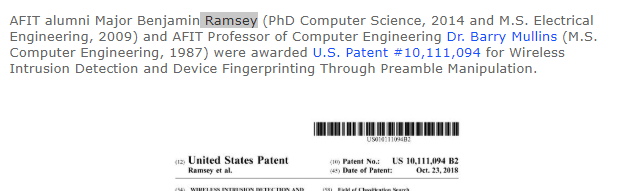 AFIT alumni Major Benjamin Ramsey (PhD Computer Science, 2014 and M.S. Electrical
Engineering, 2009) and AFIT Professor of Computer Engineering Dr. Barry Mullins (M.S.
Computer Engineering, 1987) were awarded U.S. Patent #10,111,094 for Wireless
Intrusion Detection and Device Fingerprinting Through Preamble Manipulation.
US010111094B2
(12) United States Patent (10) Patent No.: US 10,111,094 B2
Ramsey et al. (45) Date of Patent: Oct. 23, 2018
(54) WIRELESS INTRUSION DETECTION AND (58) Field of Classification Search